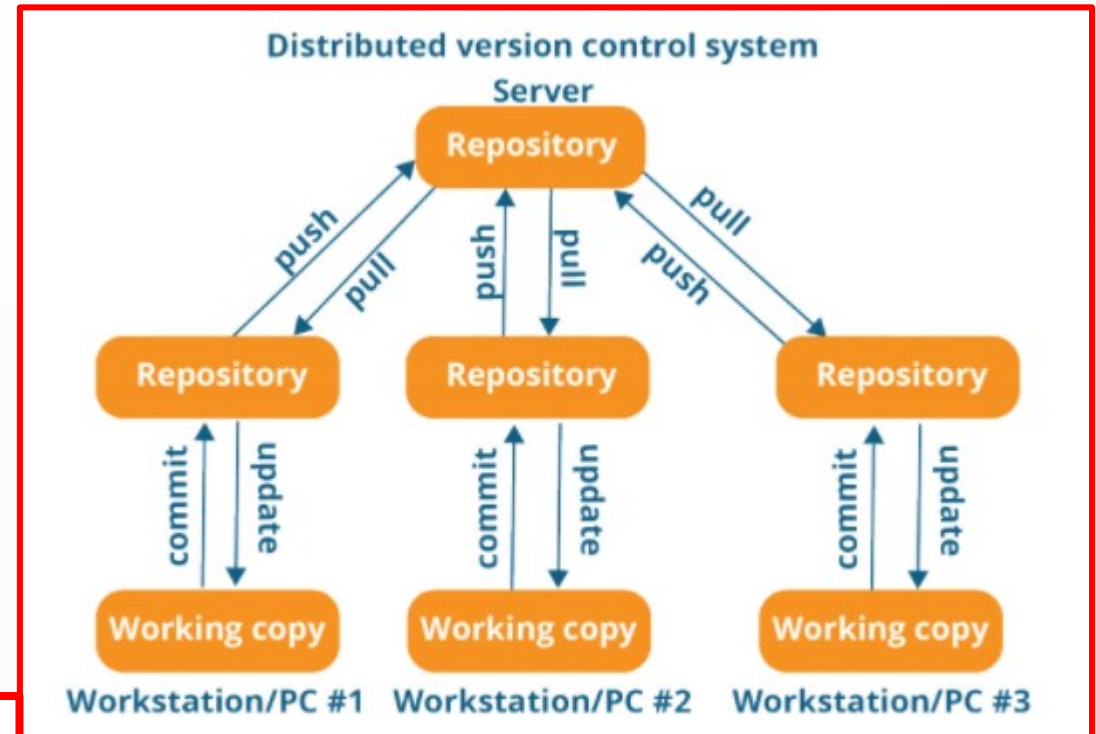 Distributed version control system
Server
Repository
push
pull
push
pull
push
pull
Repository
Repository
Repository
commit
update
commit
update
commit
update
Working copy
Working copy
Working copy
Workstation/PC #1
Workstation/PC #2
Workstation/PC #3